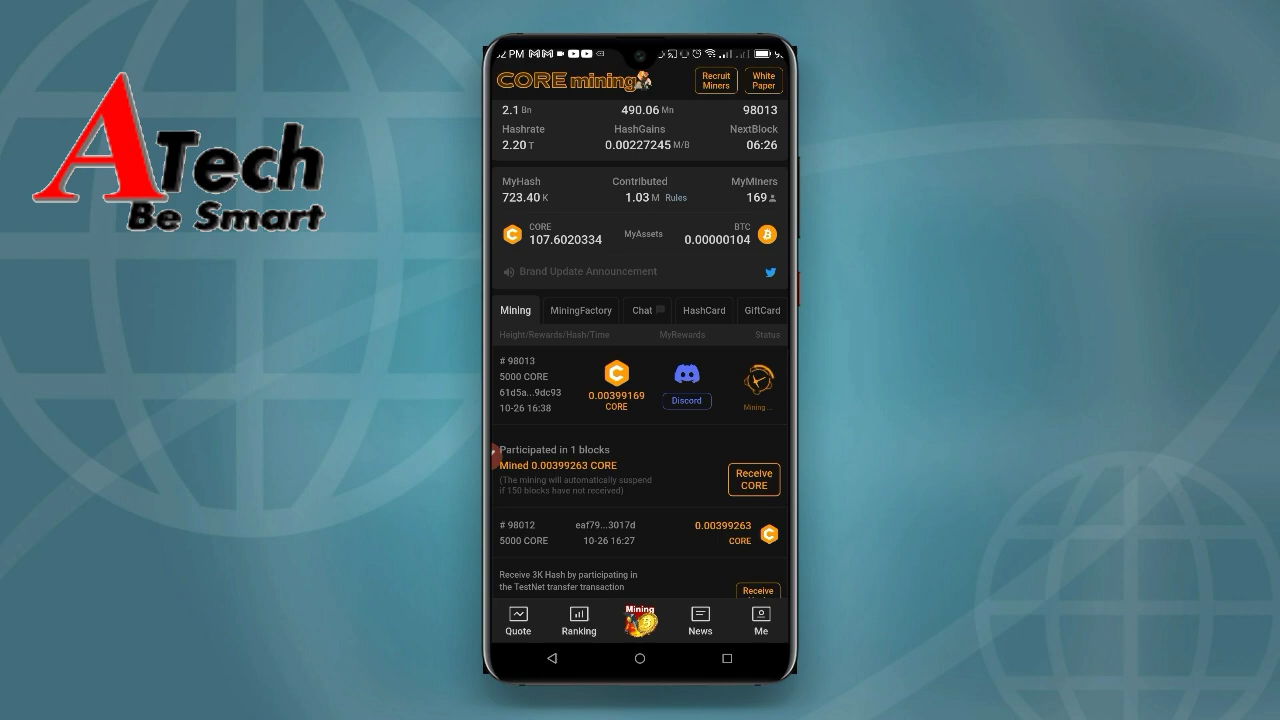 ATech
Be Smart
CORE mining
Recruit Miners
White Paper
2.1 Bn 490.06 Mn 98013
Hashrate HashGains NextBlock
2.20 T 0.00227245 M/B 06:26
MyHash Contributed MyMiners
723.40 K 1.03 M Rules 169
CORE MyAssets BTC
107.6020334 0.00000104
Brand Update Announcement
Mining MiningFactory Chat HashCard GiftCard
Height/Rewards/Hash/Time MyRewards Status
# 98013
5000 CORE
61d5a...9dc93
10-26 16:38
0.00399169
CORE
Discord
Mining...
Participated in 1 blocks
Mined 0.00399263 CORE
(The mining will automatically suspend
if 150 blocks have not received)
Receive
CORE
# 98012 eaf79...3017d 0.00399263
5000 CORE 10-26 16:27 CORE
Receive 3K Hash by participating in
the TestNet transfer transaction
Receive
Mining
Quote Ranking News Me